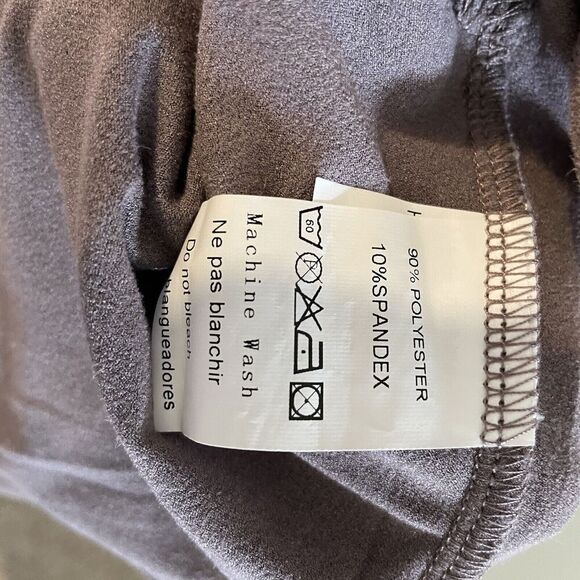 90% POLYESTER
10%SPANDEX
60
Machine Wash
Ne pas blanchir
Do not bleach
blanqueadores